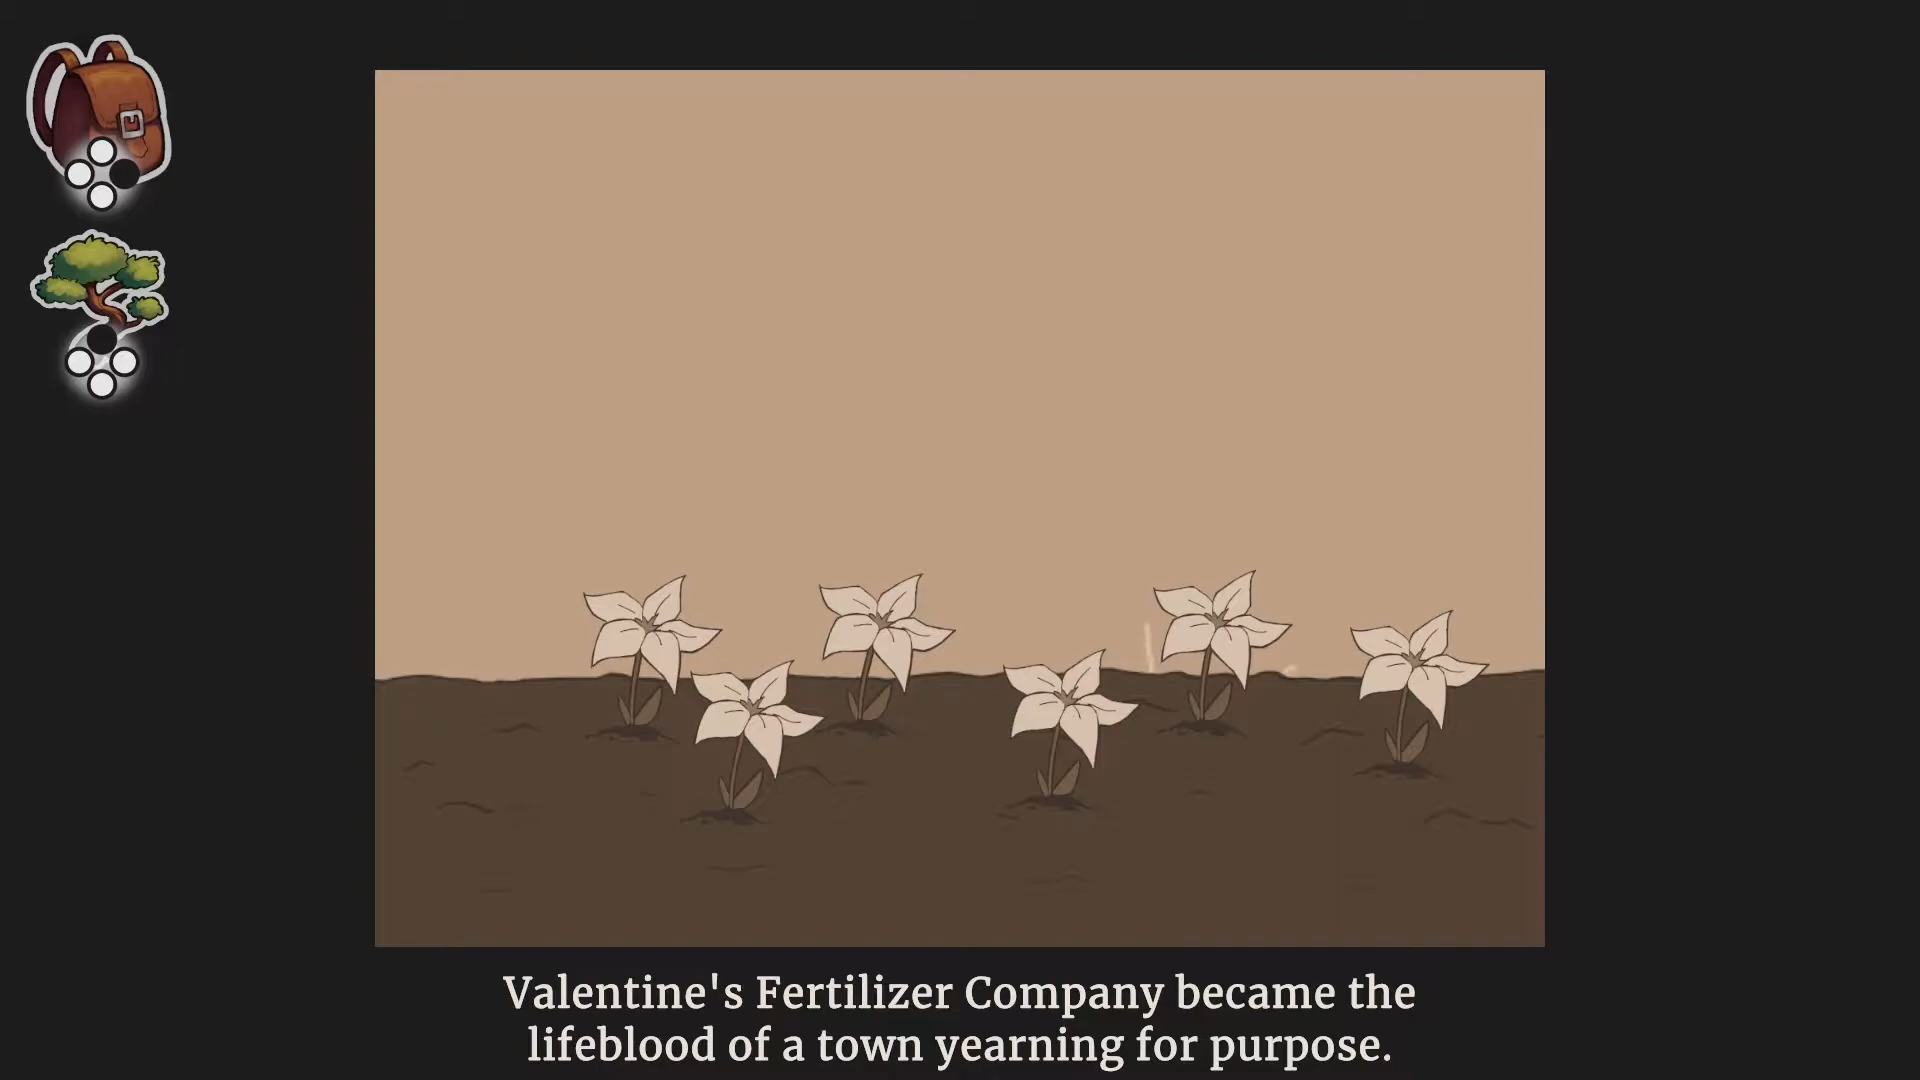 Valentine's Fertilizer Company became the
lifeblood of a town yearning for purpose.